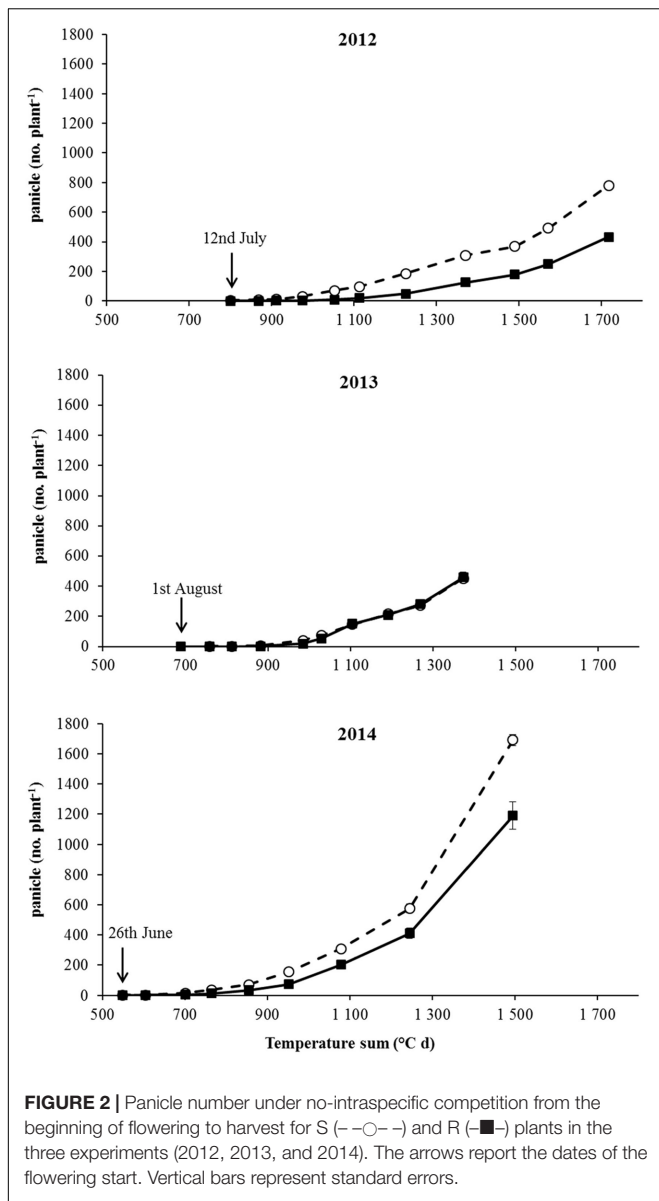 2012
1800
1600
1400
1200
1000
800
600
400
200
0
panicle (no. plant-1)
12nd July
500 700 900 1 100 1 300 1 500 1 700
2013
1800
1600
1400
1200
1000
800
600
400
200
0
panicle (no. plant-1)
1st August
500 700 900 1 100 1 300 1 500 1 700
2014
1800
1600
1400
1200
1000
800
600
400
200
0
panicle (no. plant-1)
26th June
500 700 900 1 100 1 300 1 500 1 700
Temperature sum (°C d)
FIGURE 2 | Panicle number under no-intraspecific competition from the
beginning of flowering to harvest for S (– –○– –) and R (–■–) plants in the
three experiments (2012, 2013, and 2014). The arrows report the dates of the
flowering start. Vertical bars represent standard errors.